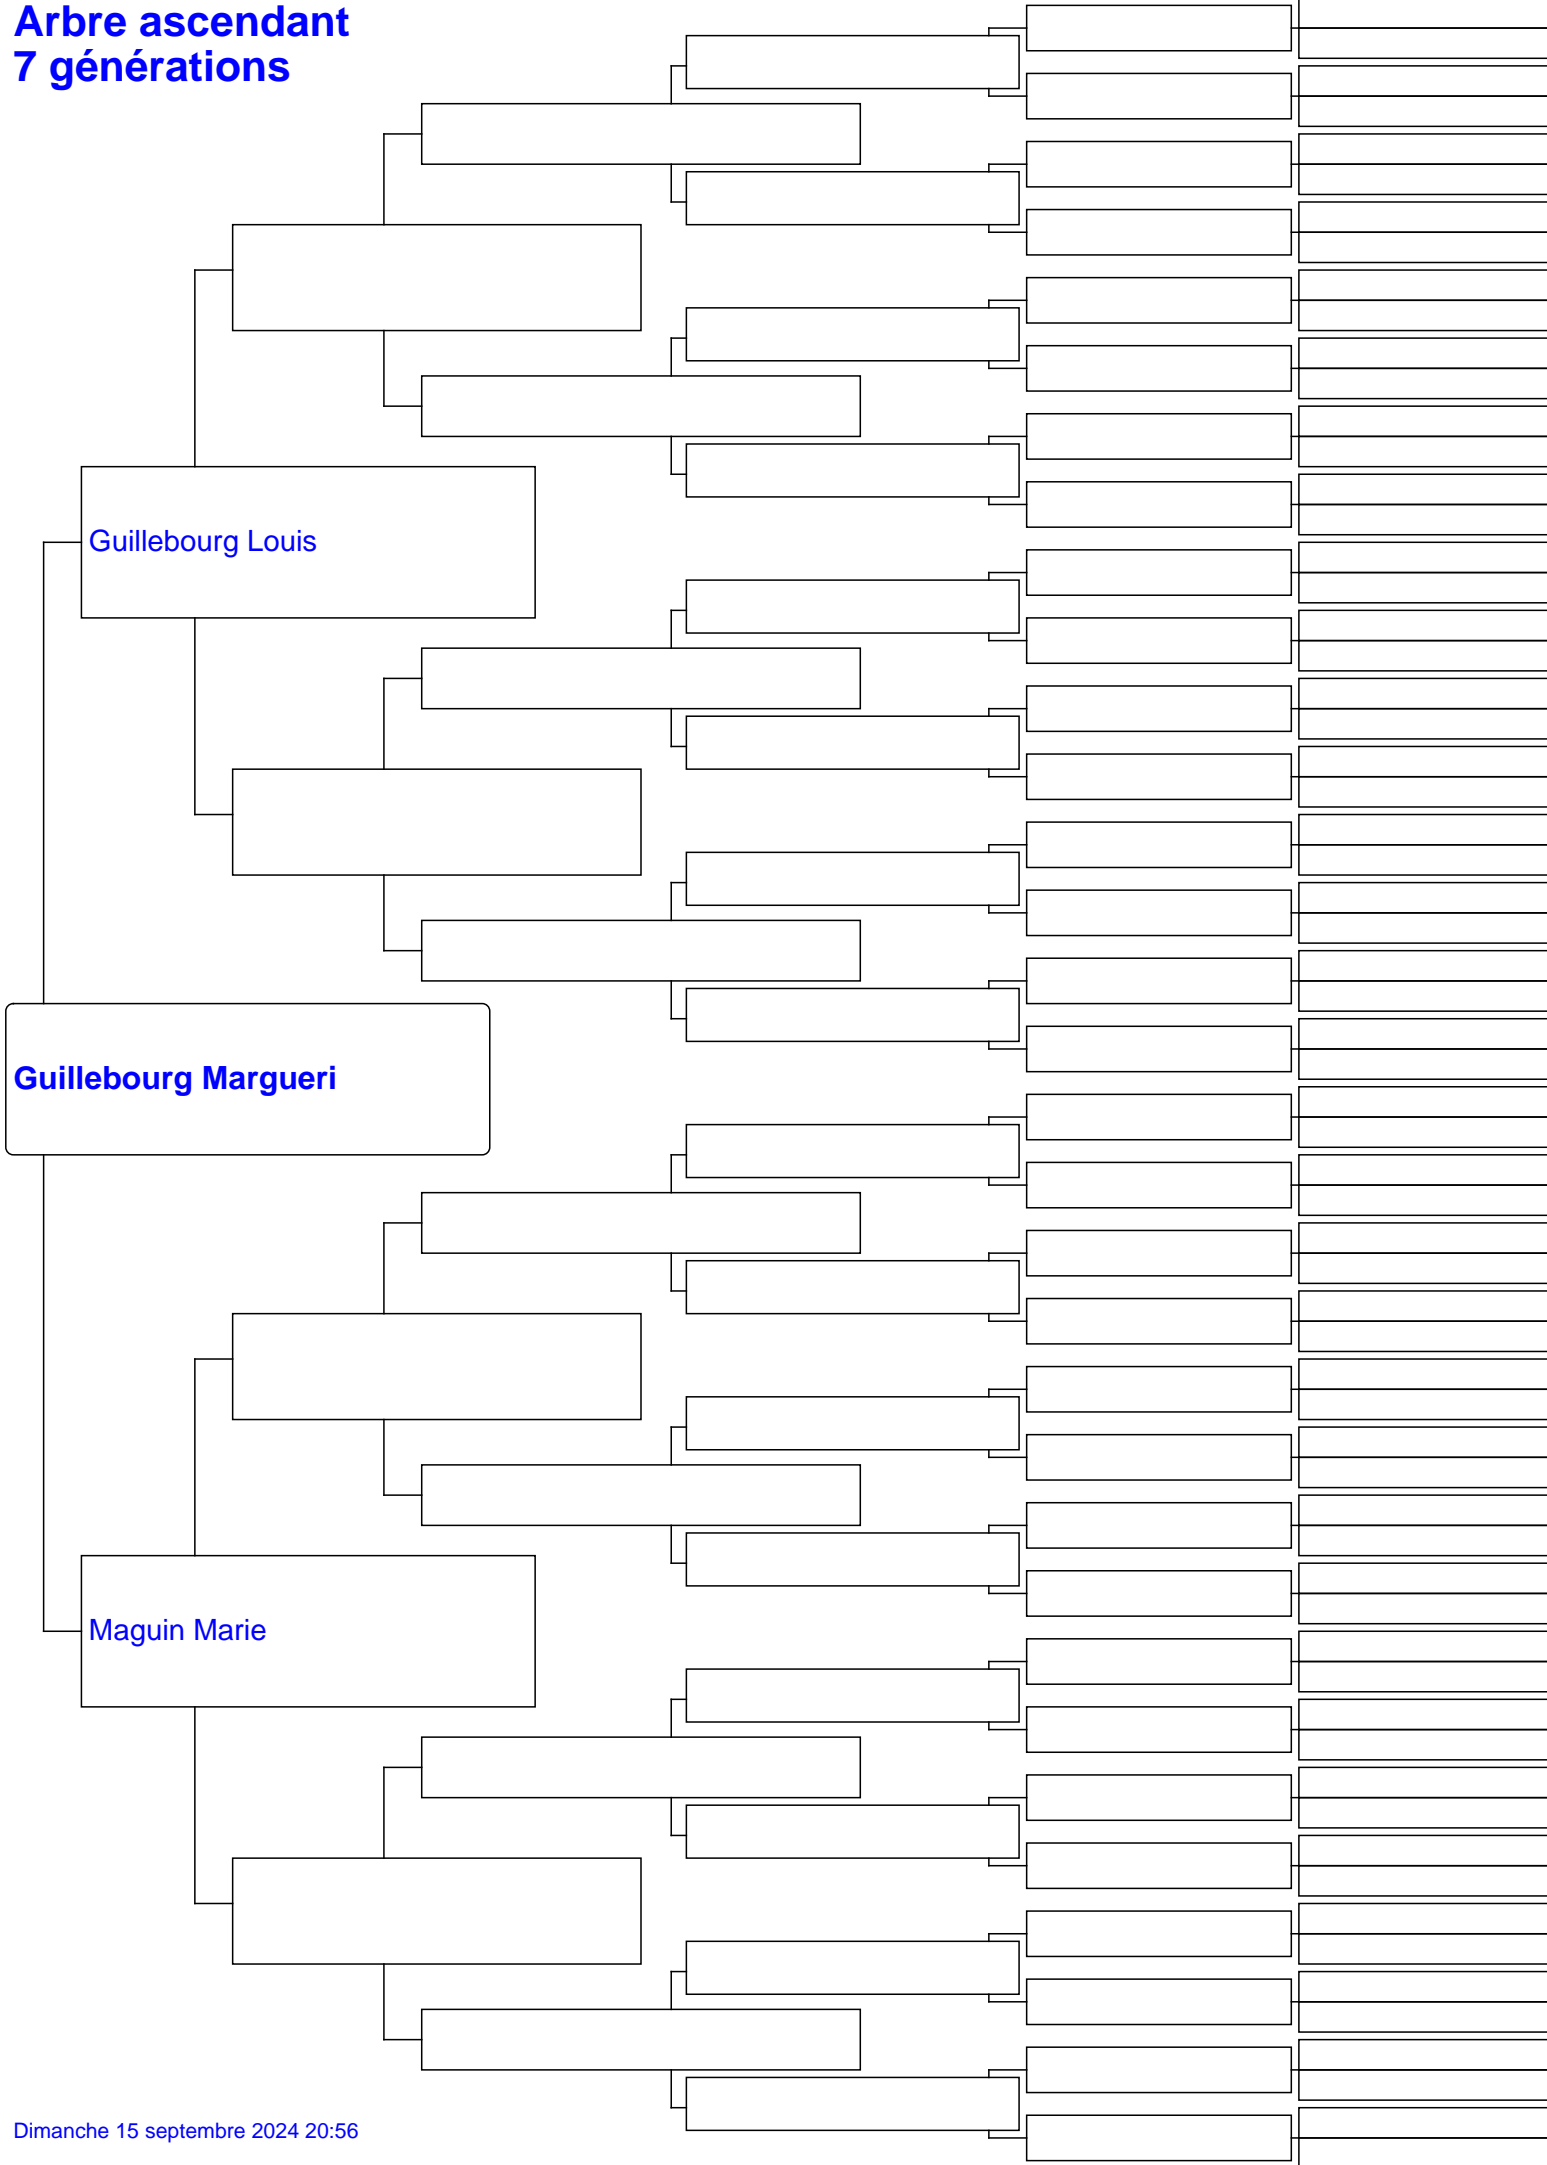 Arbre ascendant
7 générations
Guillebourg Louis
Guillebourg Margueri
Maguin Marie
Dimanche 15 septembre 2024 20:56